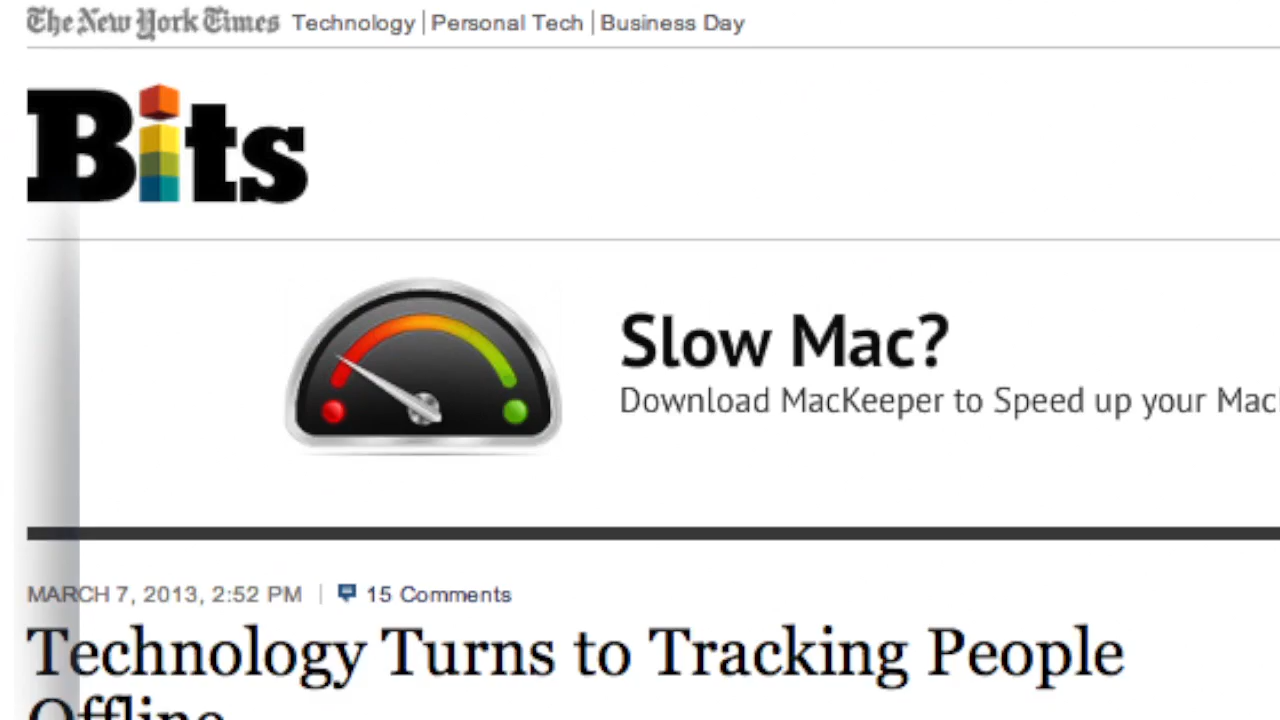 The New York Times Technology | Personal Tech | Business Day
Bits
Slow Mac?
Download MacKeeper to Speed up your Mac!
MARCH 7, 2013, 2:52 PM | 15 Comments
Technology Turns to Tracking People
Offline